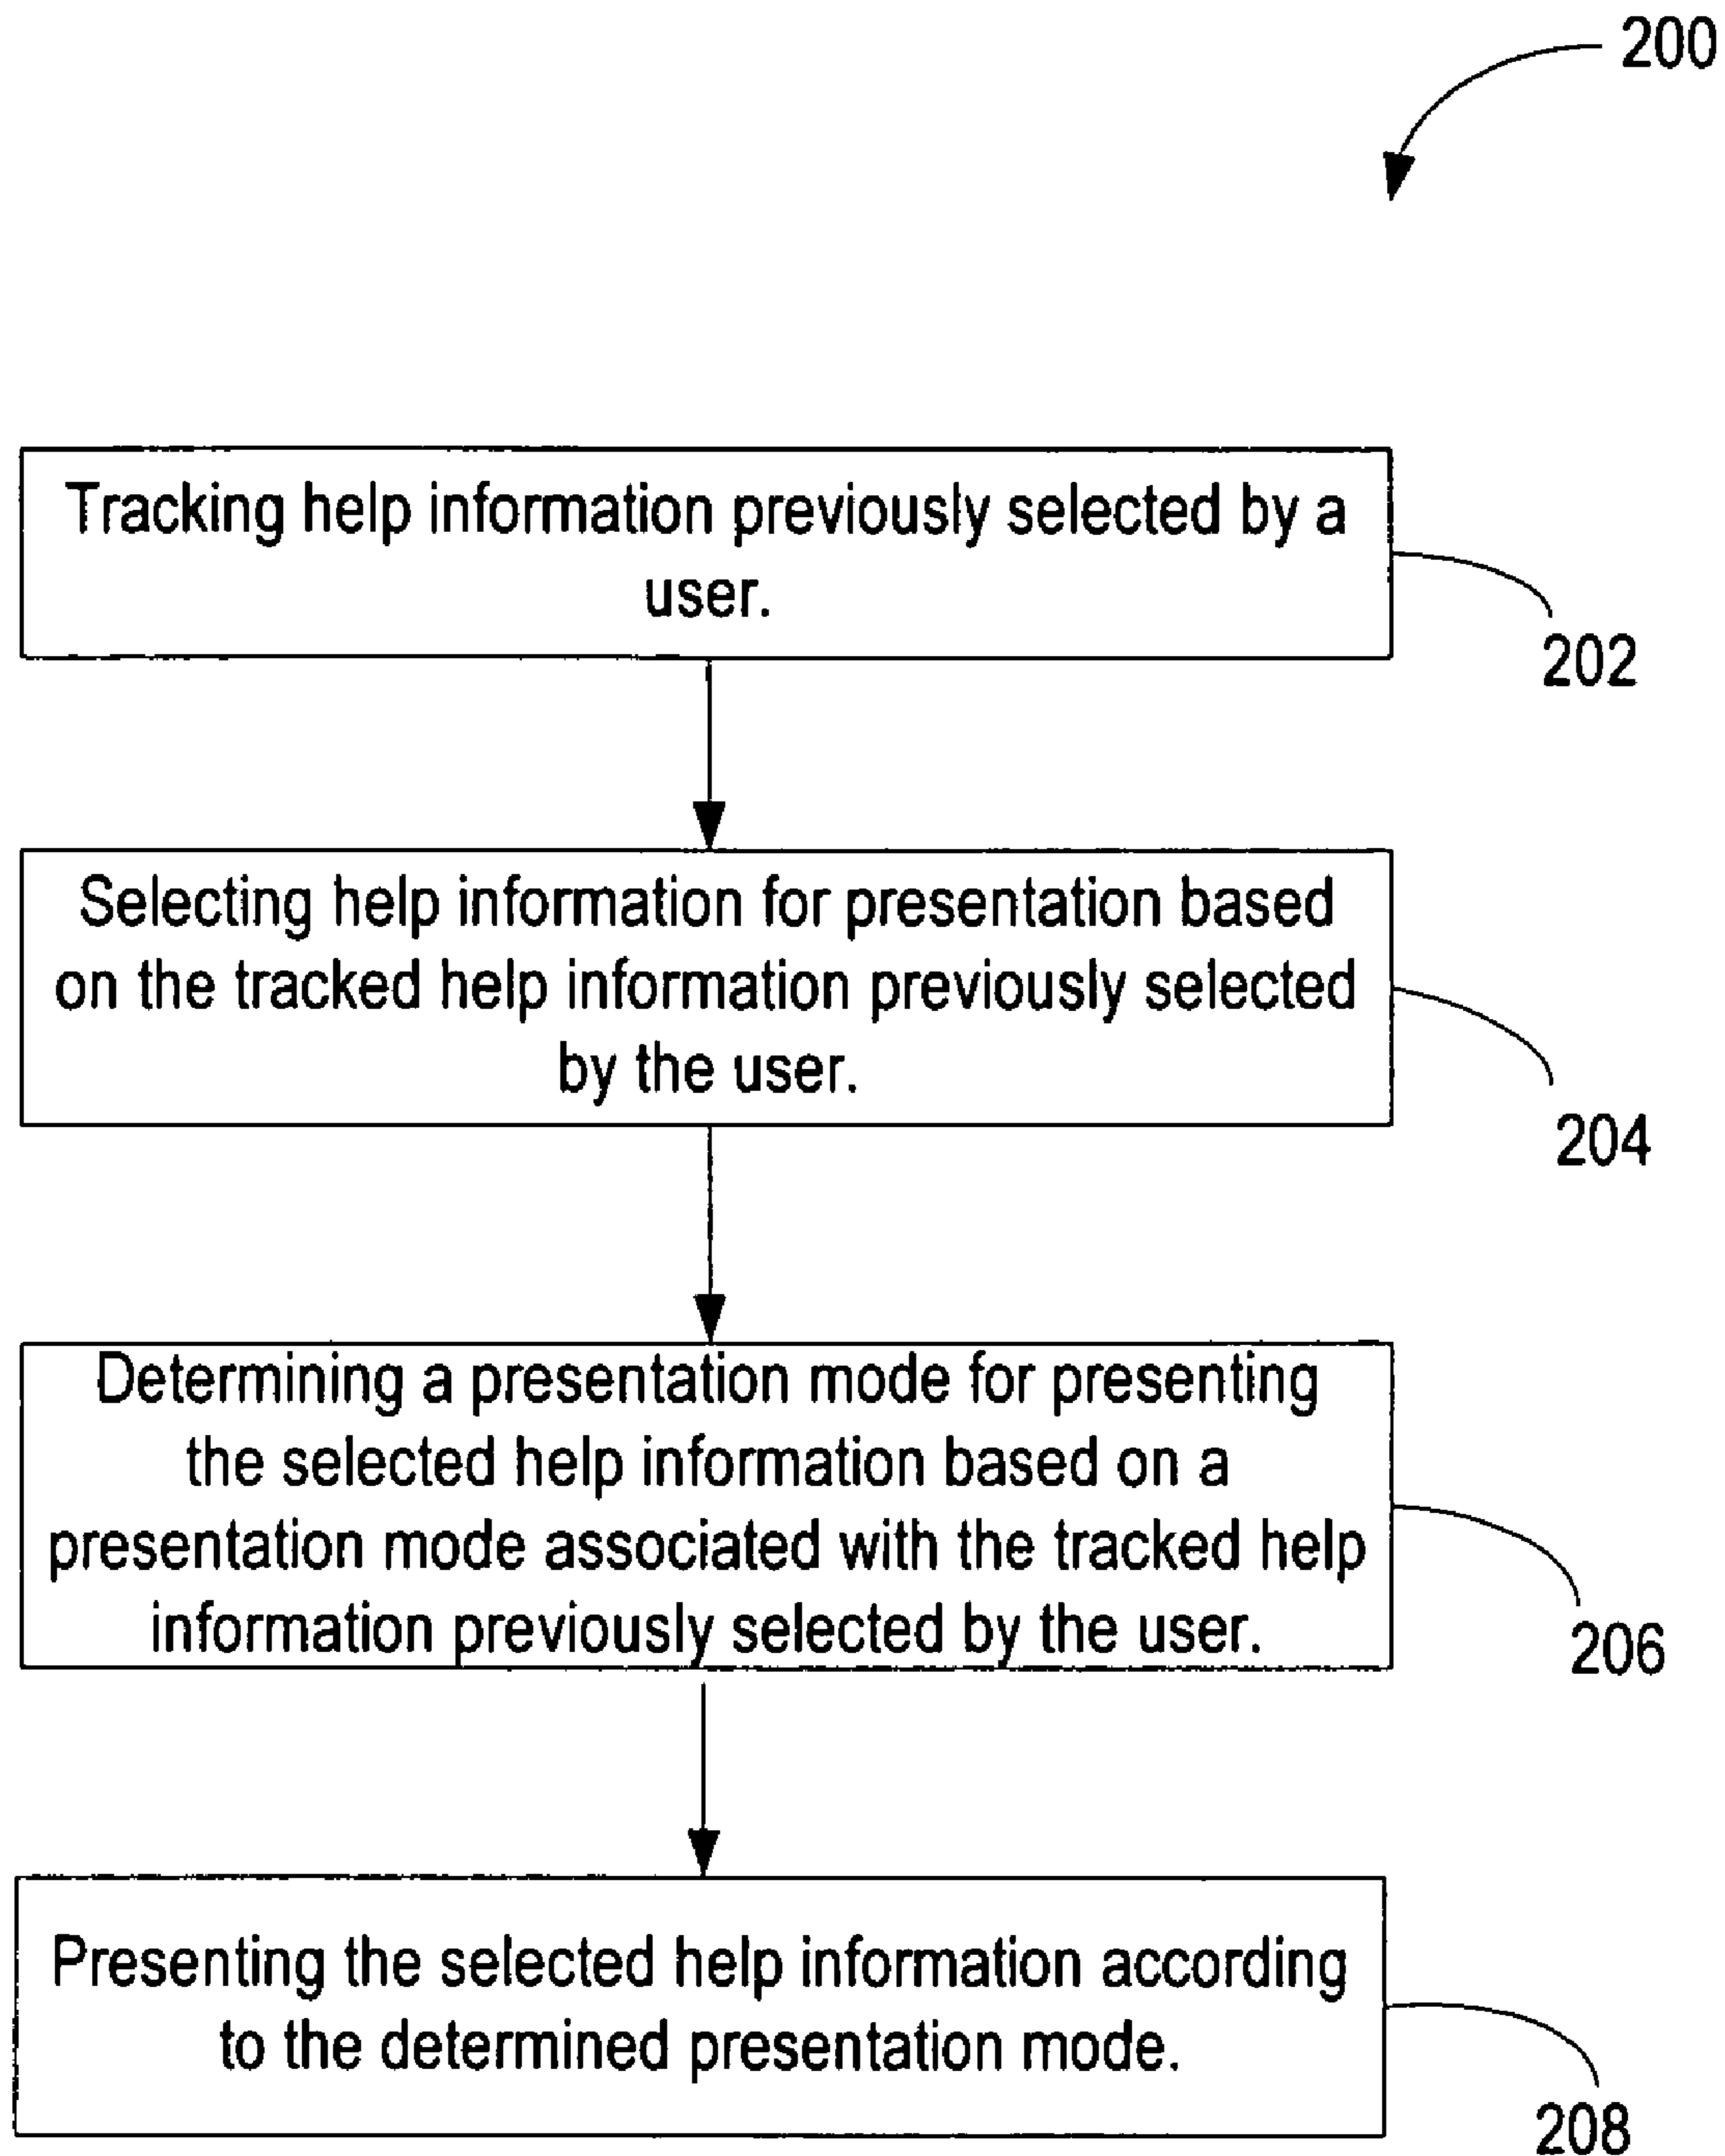 200
Tracking help information previously selected by a
user.
202
Selecting help information for presentation based
on the tracked help information previously selected
by the user.
204
Determining a presentation mode for presenting
the selected help information based on a
presentation mode associated with the tracked help
information previously selected by the user.
206
Presenting the selected help information according
to the determined presentation mode.
208